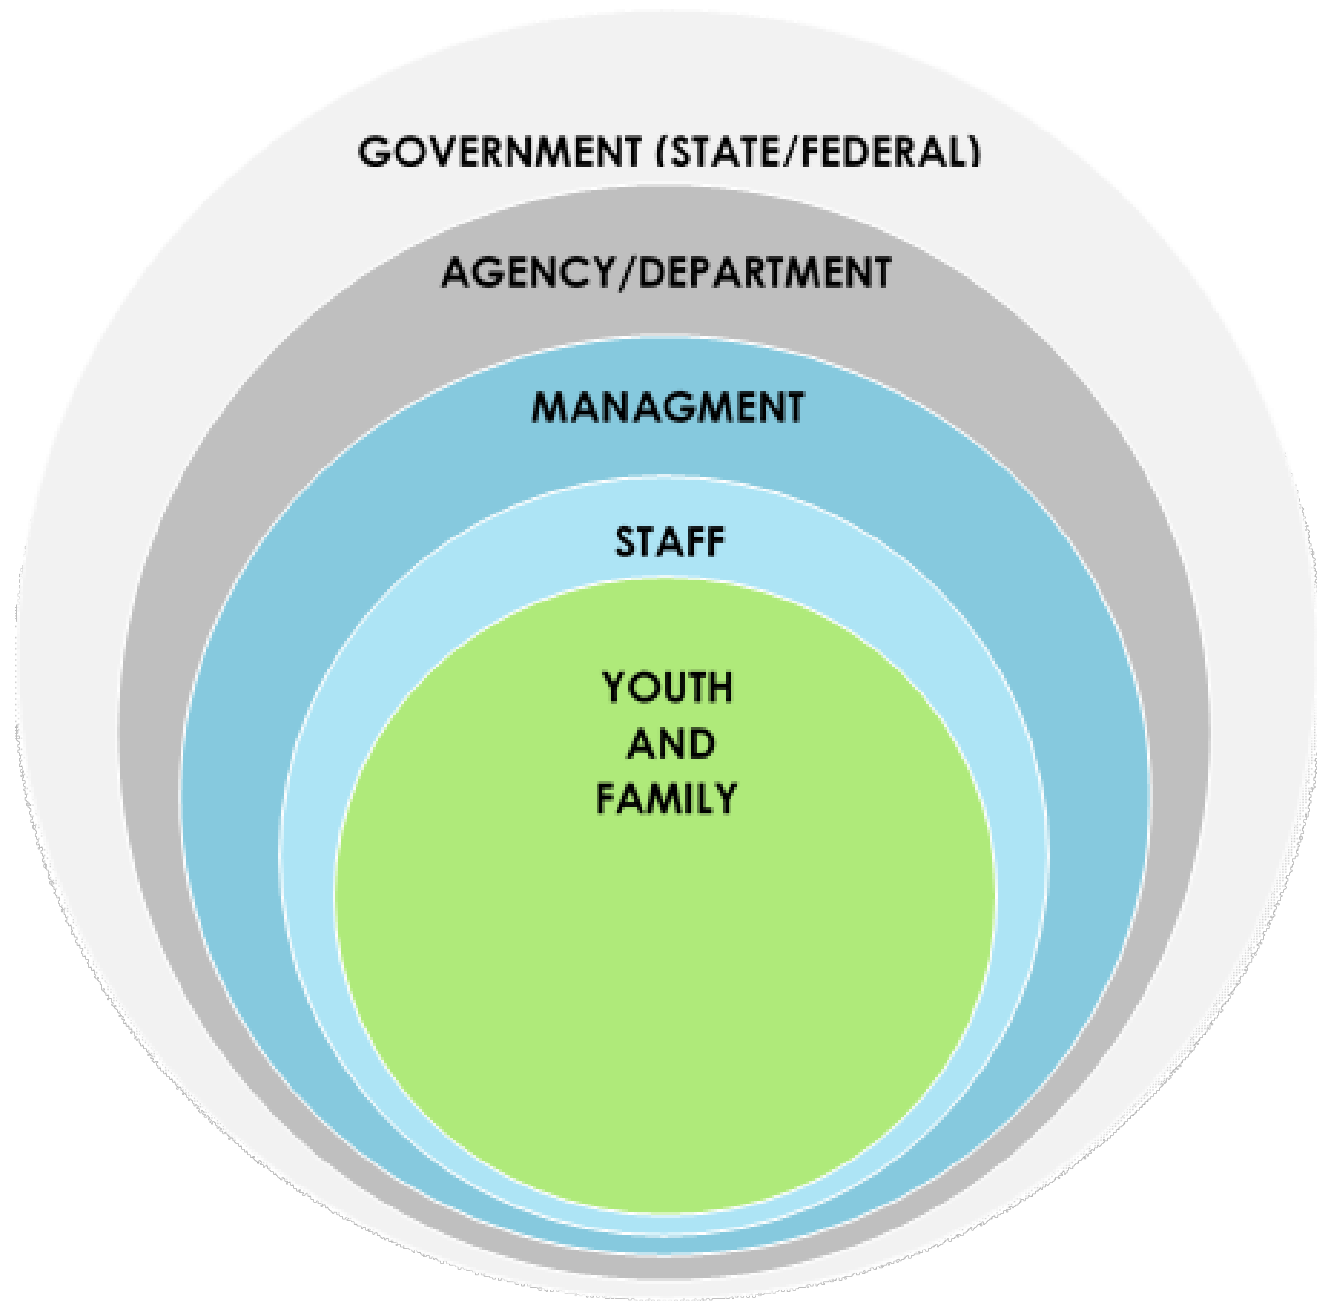 GOVERNMENT (STATE/FEDERAL)
AGENCY/DEPARTMENT
MANAGMENT
STAFF
YOUTH
AND
FAMILY